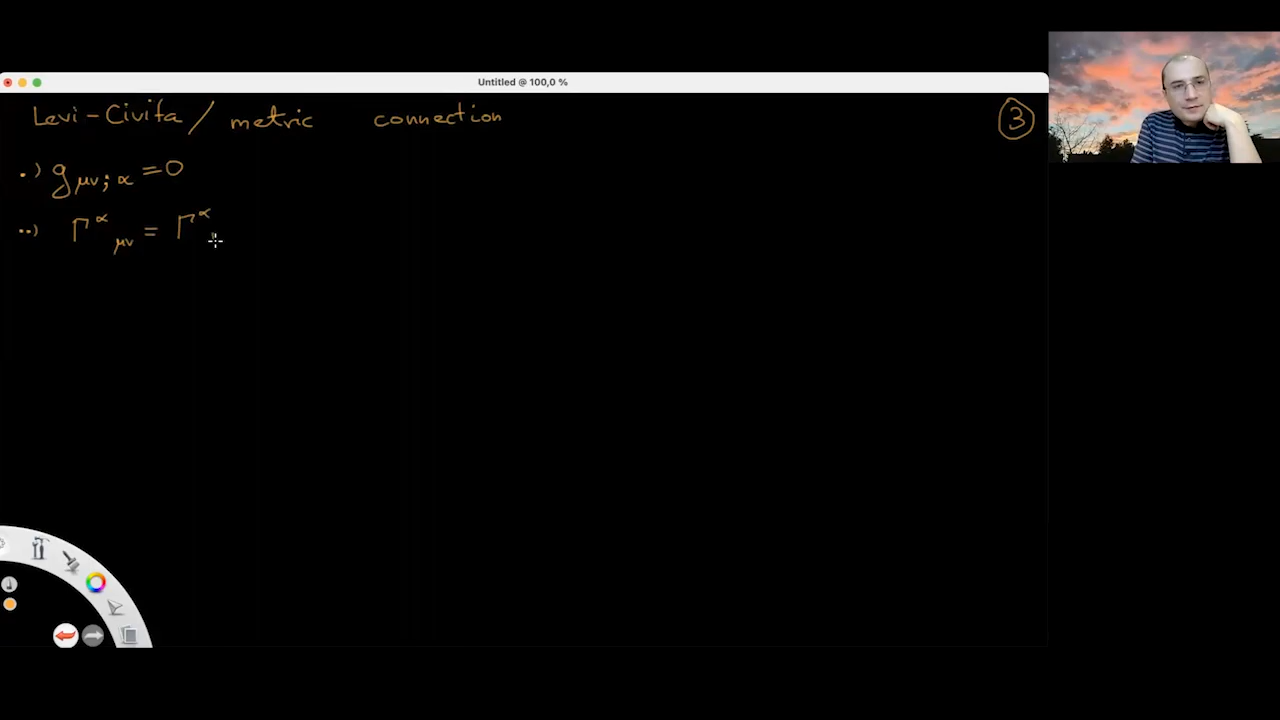 Untitled @ 100,0 %
Levi-Civita / metric connection
3
.) gμν;α = 0
..) Γ^α_μν = Γ^α